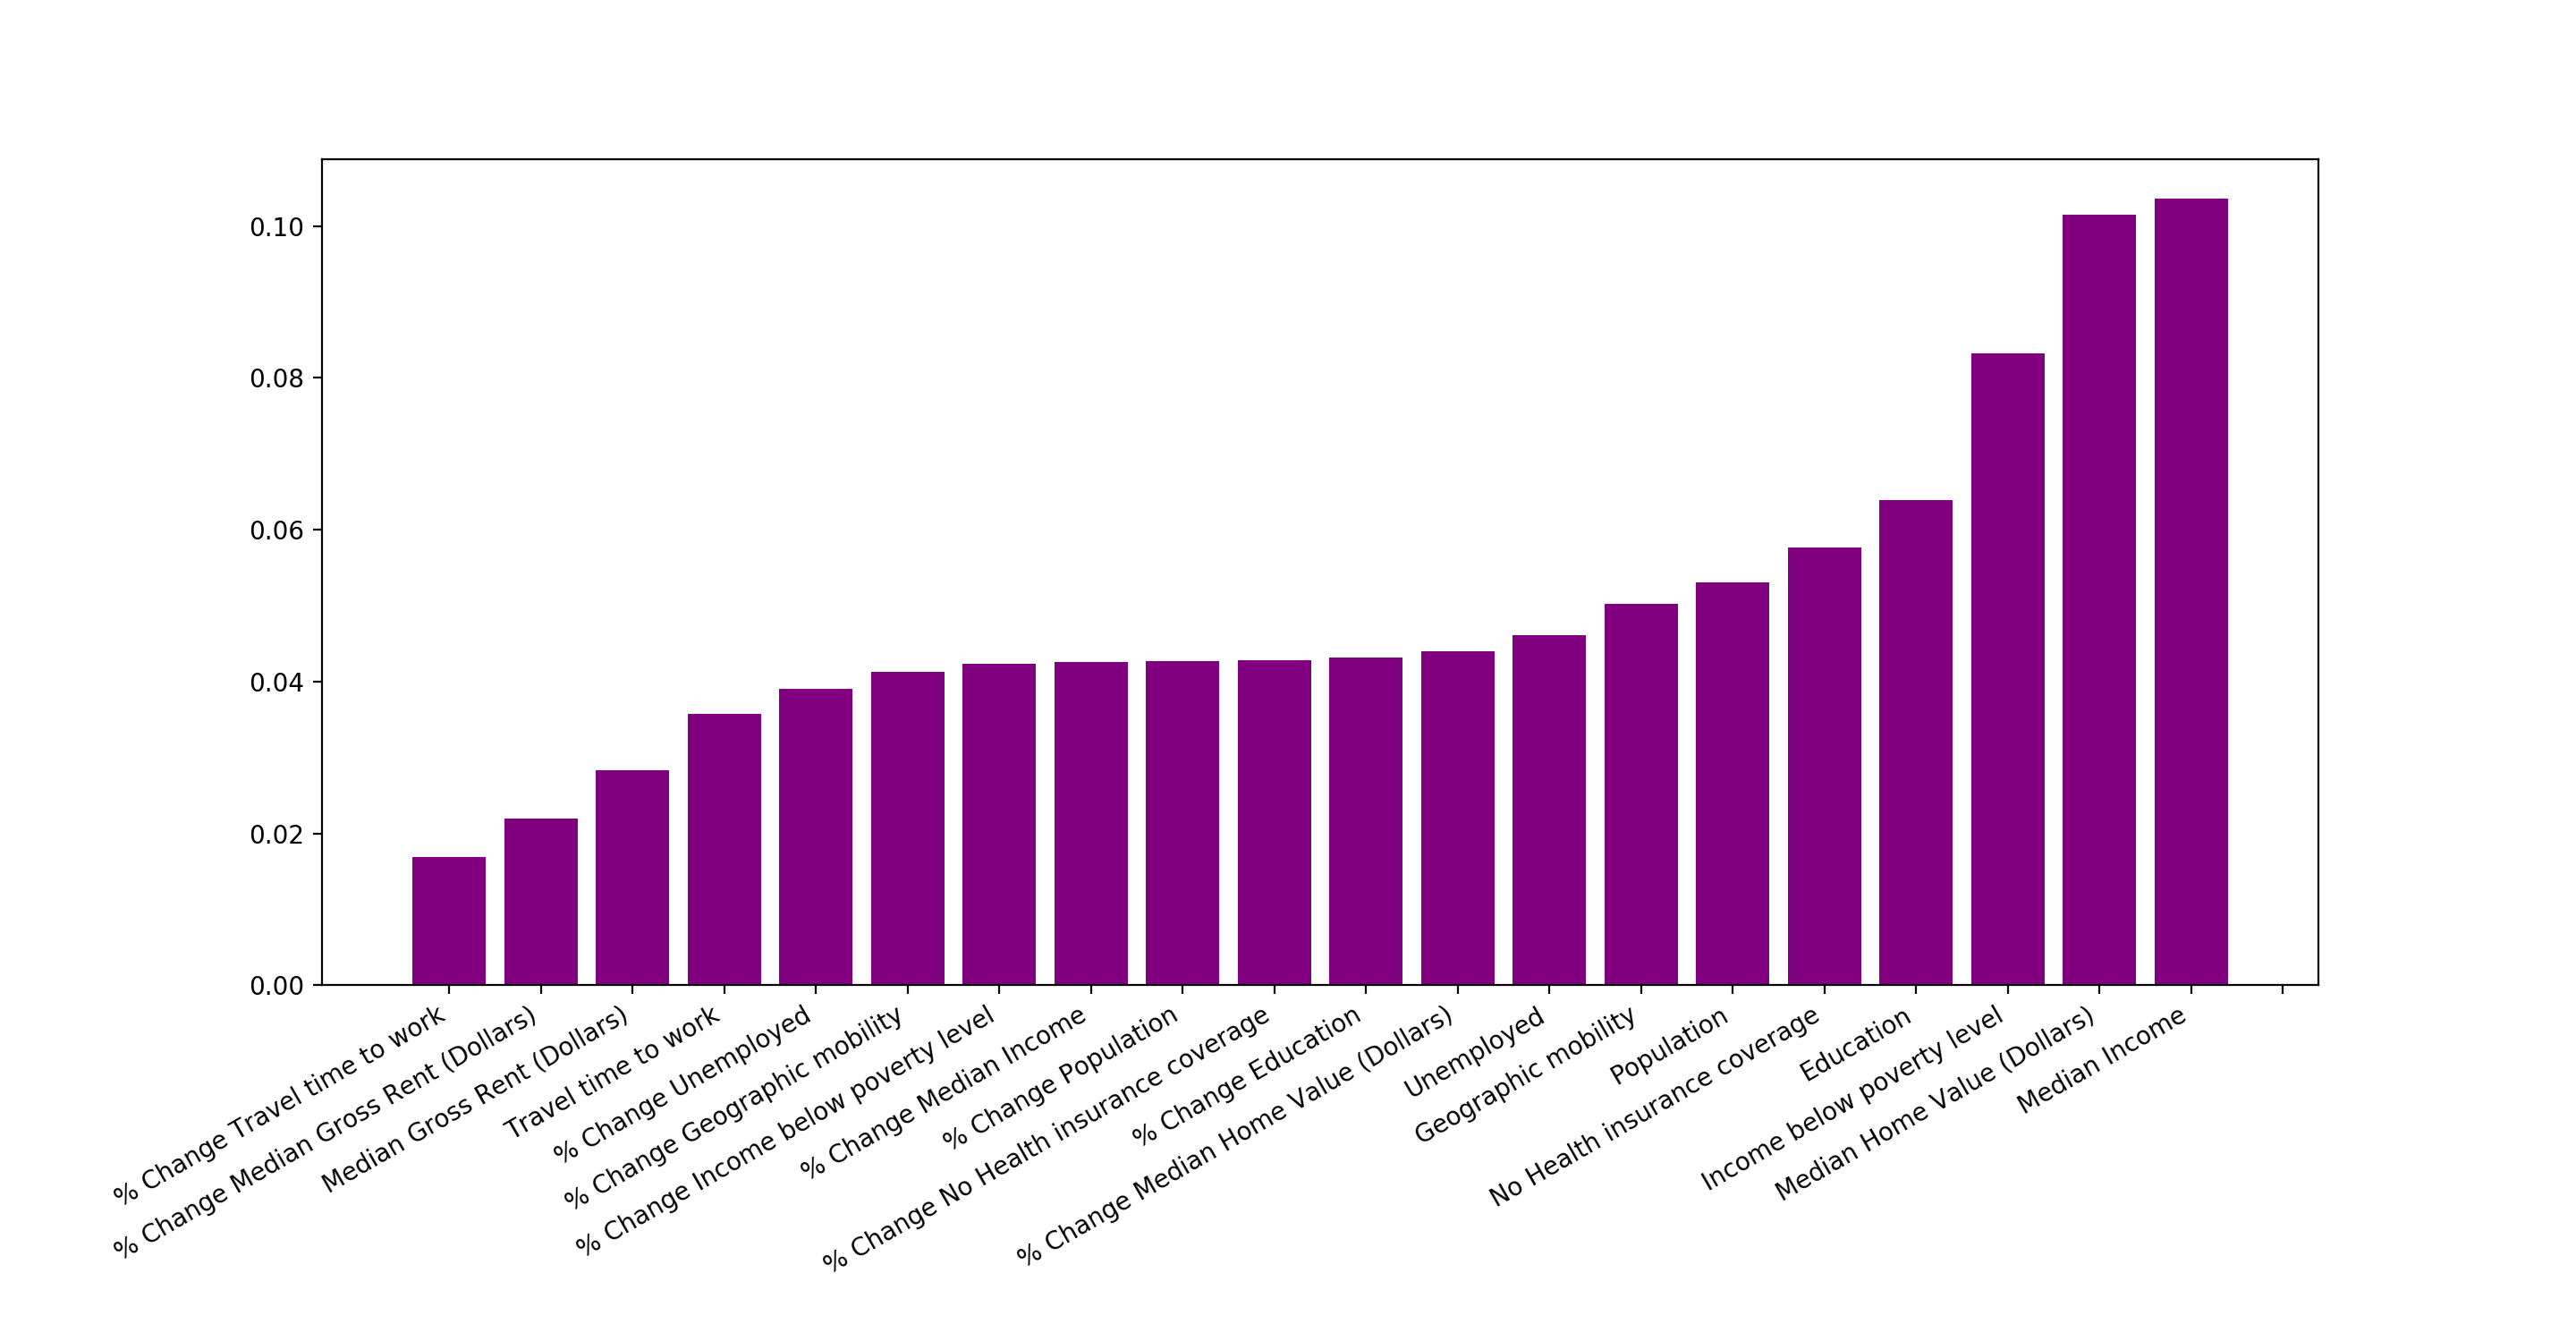 0.10
0.08
0.06
0.04
0.02
0.00
% Change Travel time to work
% Change Median Gross Rent (Dollars)
Median Gross Rent (Dollars)
Travel time to work
% Change Unemployed
% Change Geographic mobility
% Change Income below poverty level
% Change Median Income
% Change Population
% Change No Health insurance coverage
% Change Education
% Change Median Home Value (Dollars)
Unemployed
Geographic mobility
Population
No Health insurance coverage
Education
Income below poverty level
Median Home Value (Dollars)
Median Income